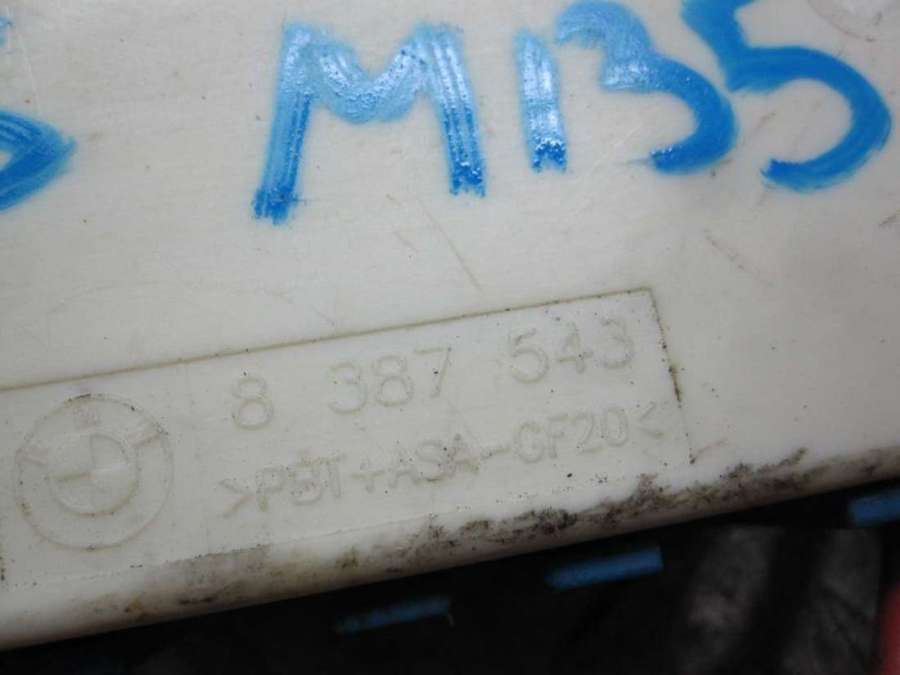 M135
8 387 543
>PBT+ASA-GF20<